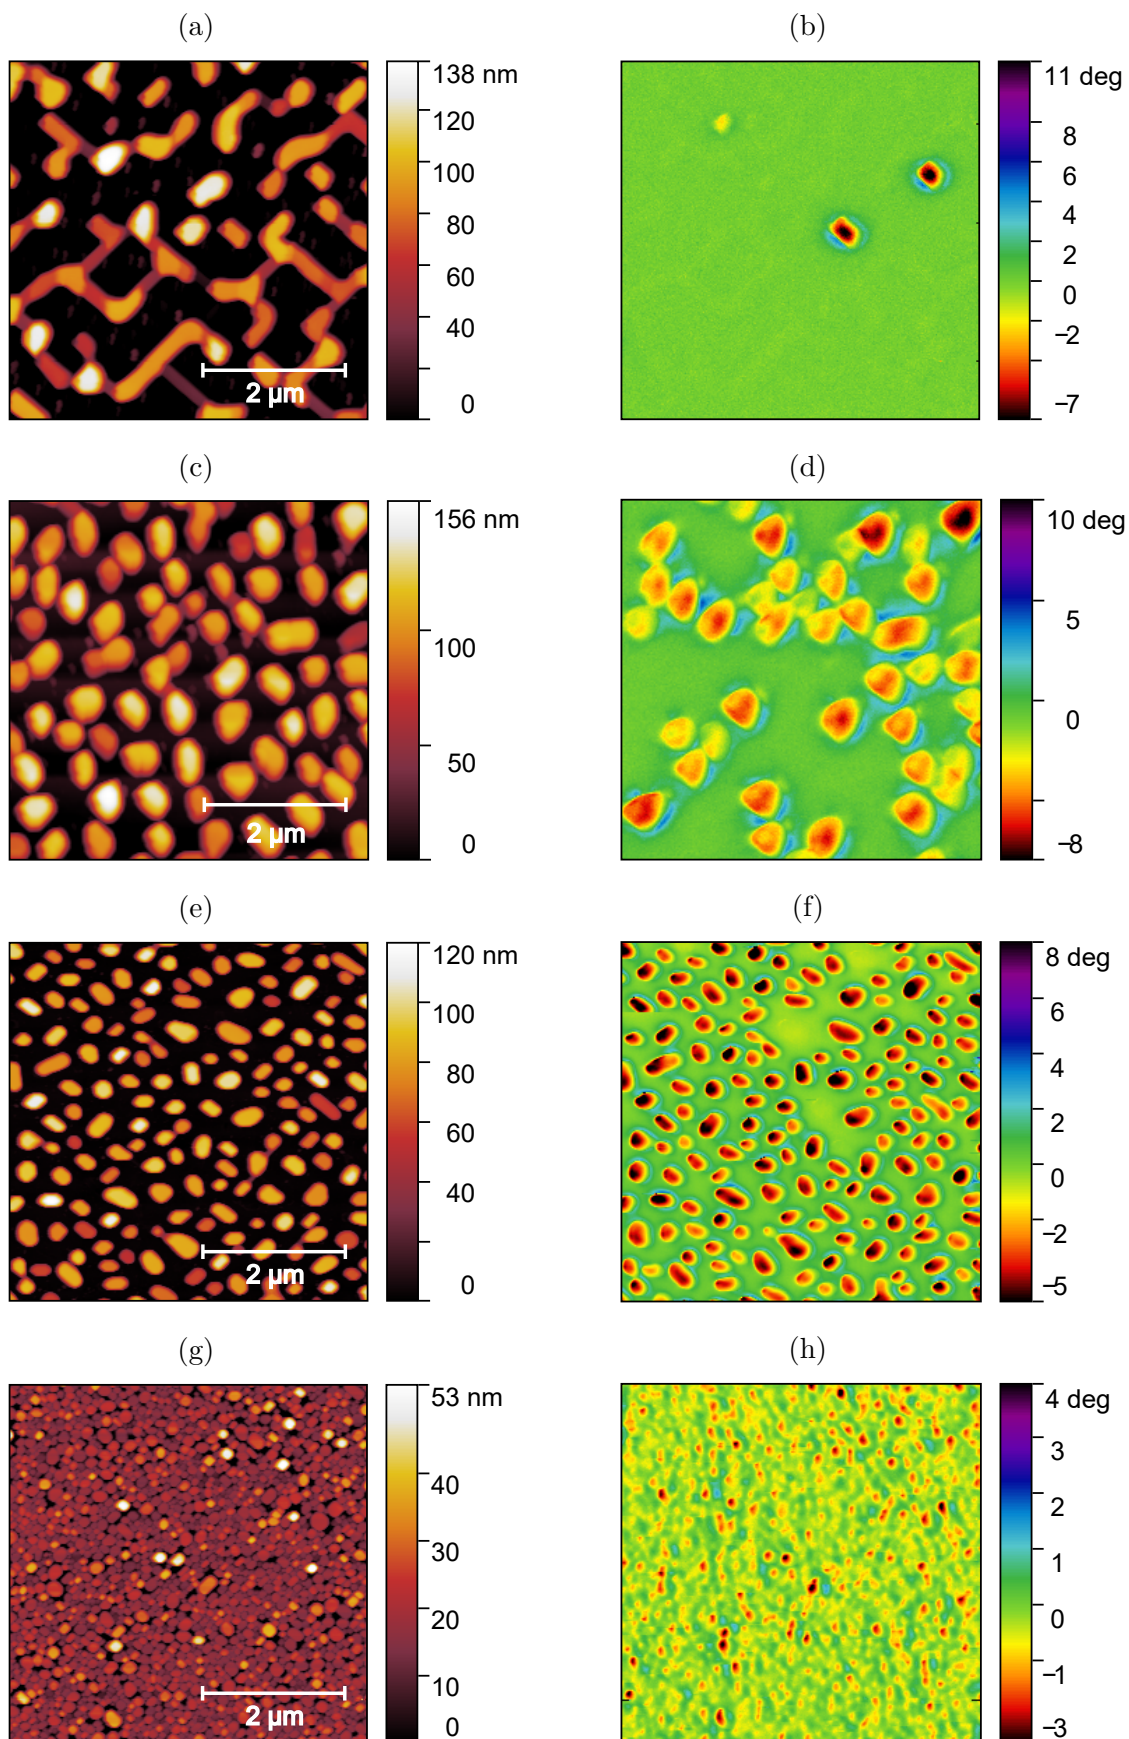 (a)
(b)
138 nm
120
100
80
60
40
0
2 µm
11 deg
8
6
4
2
0
−2
−7
(c)
(d)
156 nm
100
50
0
2 µm
10 deg
5
0
−8
(e)
(f)
120 nm
100
80
60
40
0
2 µm
8 deg
6
4
2
0
−2
−5
(g)
(h)
53 nm
40
30
20
10
0
2 µm
4 deg
3
2
1
0
−1
−3